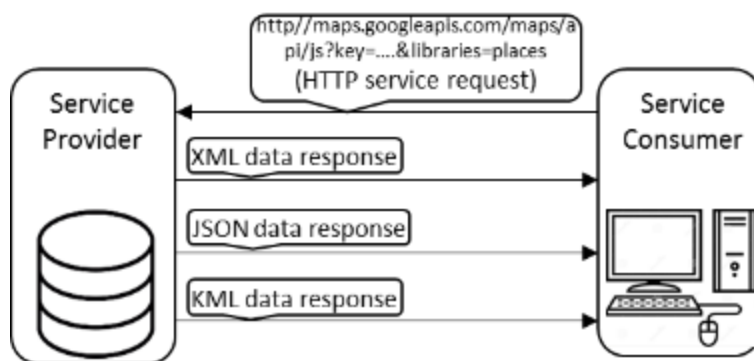 http//maps.googleapls.com/maps/a
pi/js?key=....&libraries=places
(HTTP service request)
Service
Provider
Service
Consumer
XML data response
JSON data response
KML data response